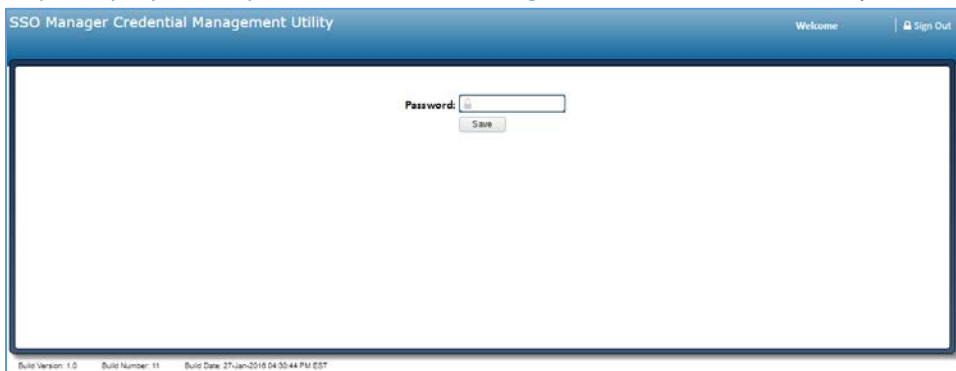 SSO Manager Credential Management Utility
Welcome
Sign Out
Password:
Save
Build Version: 1.0 Build Number: 11 Build Date: 27-Jan-2016 04:30:44 PM EST